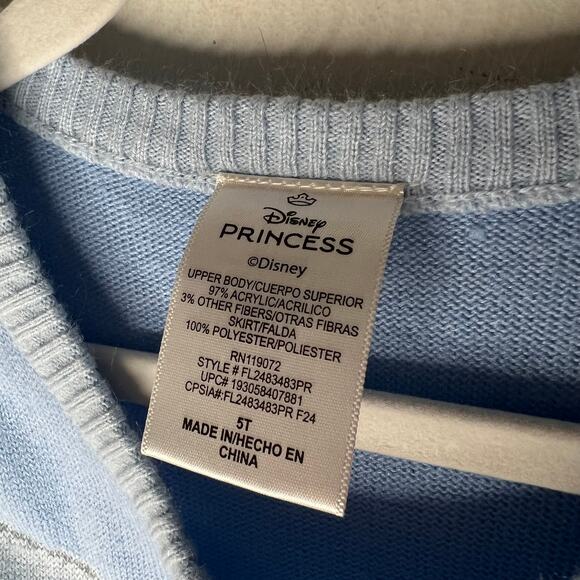 Disney
PRINCESS
©Disney
UPPER BODY/CUERPO SUPERIOR
97% ACRYLIC/ACRILICO
3% OTHER FIBERS/OTRAS FIBRAS
SKIRT/FALDA
100% POLYESTER/POLIESTER
RN119072
STYLE # FL2483483PR
UPC# 193058407881
CPSIA#:FL2483483PR F24
5T
MADE IN/HECHO EN
CHINA